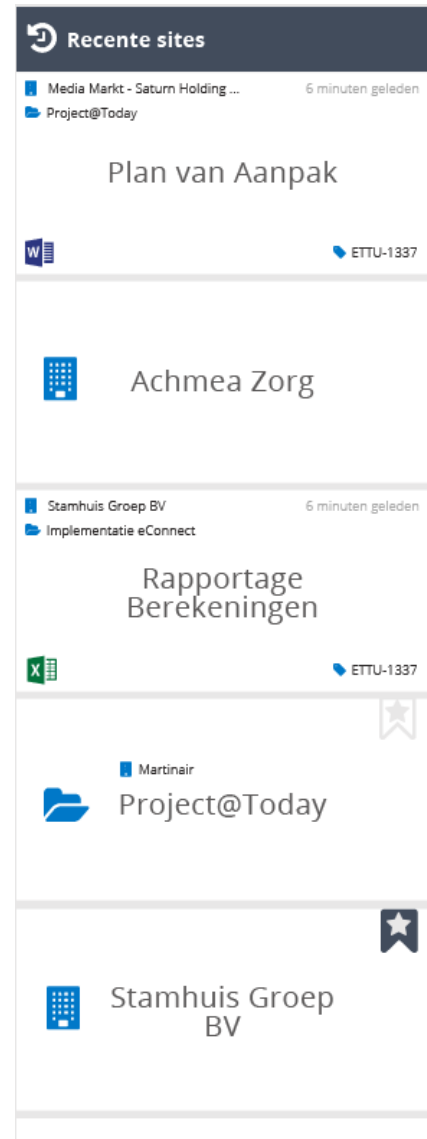 Recente sites
Media Markt - Saturn Holding ...
6 minuten geleden
Project@Today
Plan van Aanpak
W
ETTU-1337
Achmea Zorg
Stamhuis Groep BV
6 minuten geleden
Implementatie eConnect
Rapportage
Berekeningen
X
ETTU-1337
Martinair
Project@Today
Stamhuis Groep
BV